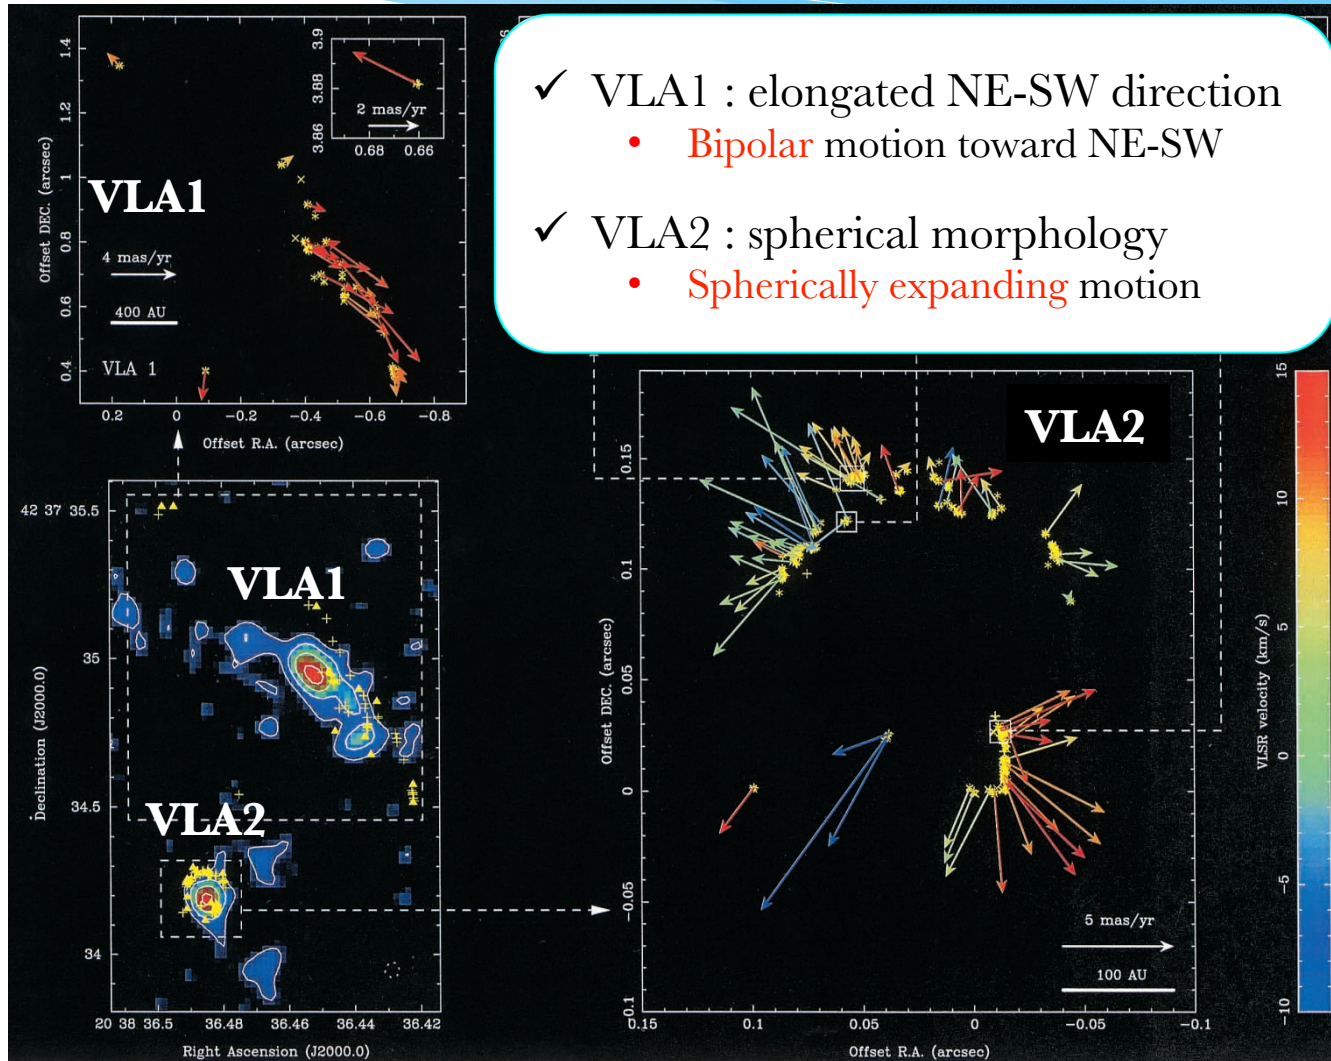 ✓ VLA1 : elongated NE-SW direction
• Bipolar motion toward NE-SW
✓ VLA2 : spherical morphology
• Spherically expanding motion
VLA1
4 mas/yr
400 AU
VLA 1
2 mas/yr
3.9
3.88
3.86
0.68 0.66
1.4
1.2
1
0.8
0.6
0.4
Offset DEC. (arcsec)
0.2 0 −0.2 −0.4 −0.6 −0.8
Offset R.A. (arcsec)
VLA1
VLA2
42 37 35.5
35
34.5
34
Declination (J2000.0)
20 38 36.5 36.48 36.46 36.44 36.42
Right Ascension (J2000.0)
VLA2
0.15
0.1
0.05
0
−0.05
0.1
Offset DEC. (arcsec)
5 mas/yr
100 AU
0.15 0.1 0.05 0 −0.05 −0.1
Offset R.A. (arcsec)
15
10
5
0
−5
−10
VLSR velocity (km/s)